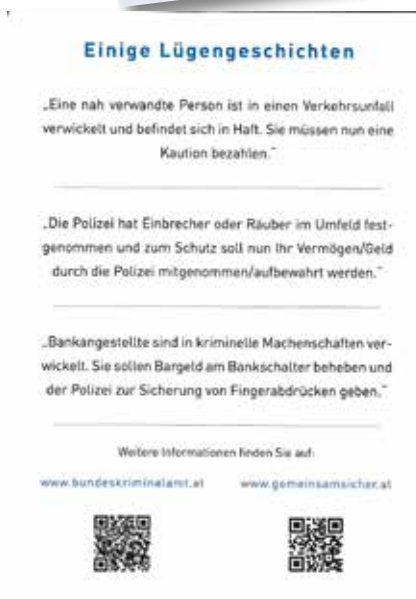 Einige Lügengeschichten
„Eine nah verwandte Person ist in einen Verkehrsunfall
verwickelt und befindet sich in Haft. Sie müssen nun eine
Kaution bezahlen.“
„Die Polizei hat Einbrecher oder Räuber im Umfeld fest-
genommen und zum Schutz soll nun Ihr Vermögen/Geld
durch die Polizei mitgenommen/aufbewahrt werden.“
„Bankangestellte sind in kriminelle Machenschaften ver-
wickelt. Sie sollen Bargeld am Bankschalter beheben und
der Polizei zur Sicherung von Fingerabdrücken geben.“
Weitere Informationen finden Sie auf:
www.bundeskriminalamt.at www.gemeinsamsicher.at